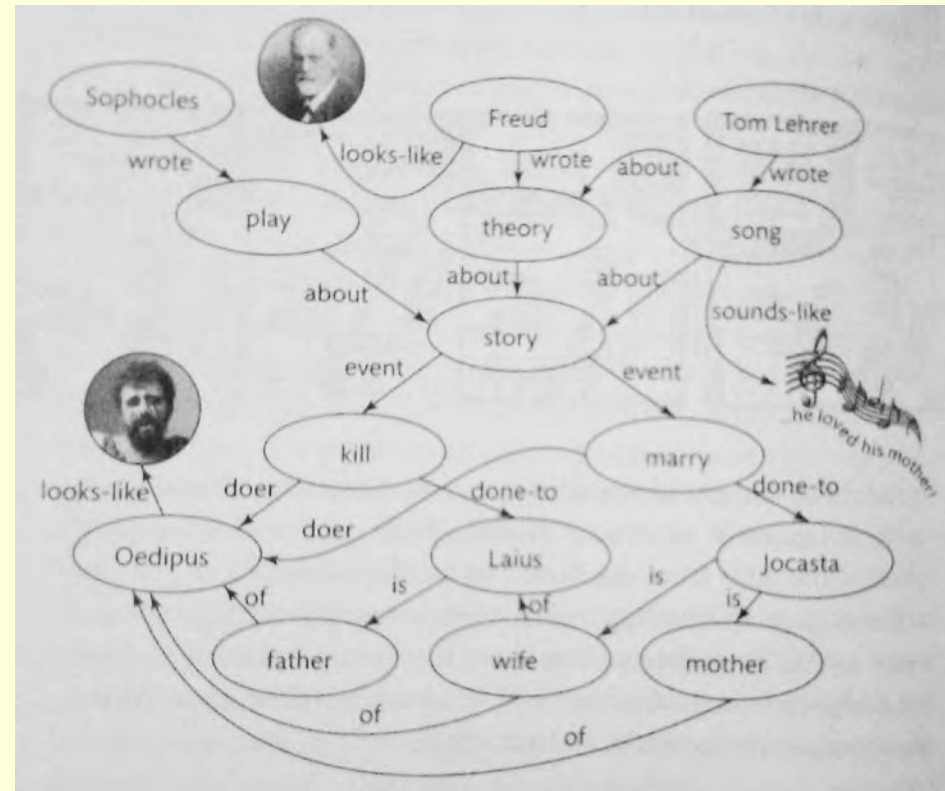 Sophocles
Freud
Tom Lehrer
wrote
looks-like
wrote
about
wrote
play
theory
song
about
about
about
sounds-like
story
event
event
he loved his mother!
kill
marry
looks-like
doer
done-to
doer
done-to
Oedipus
Laius
Jocasta
of
is
of
is
is
father
wife
mother
of
of